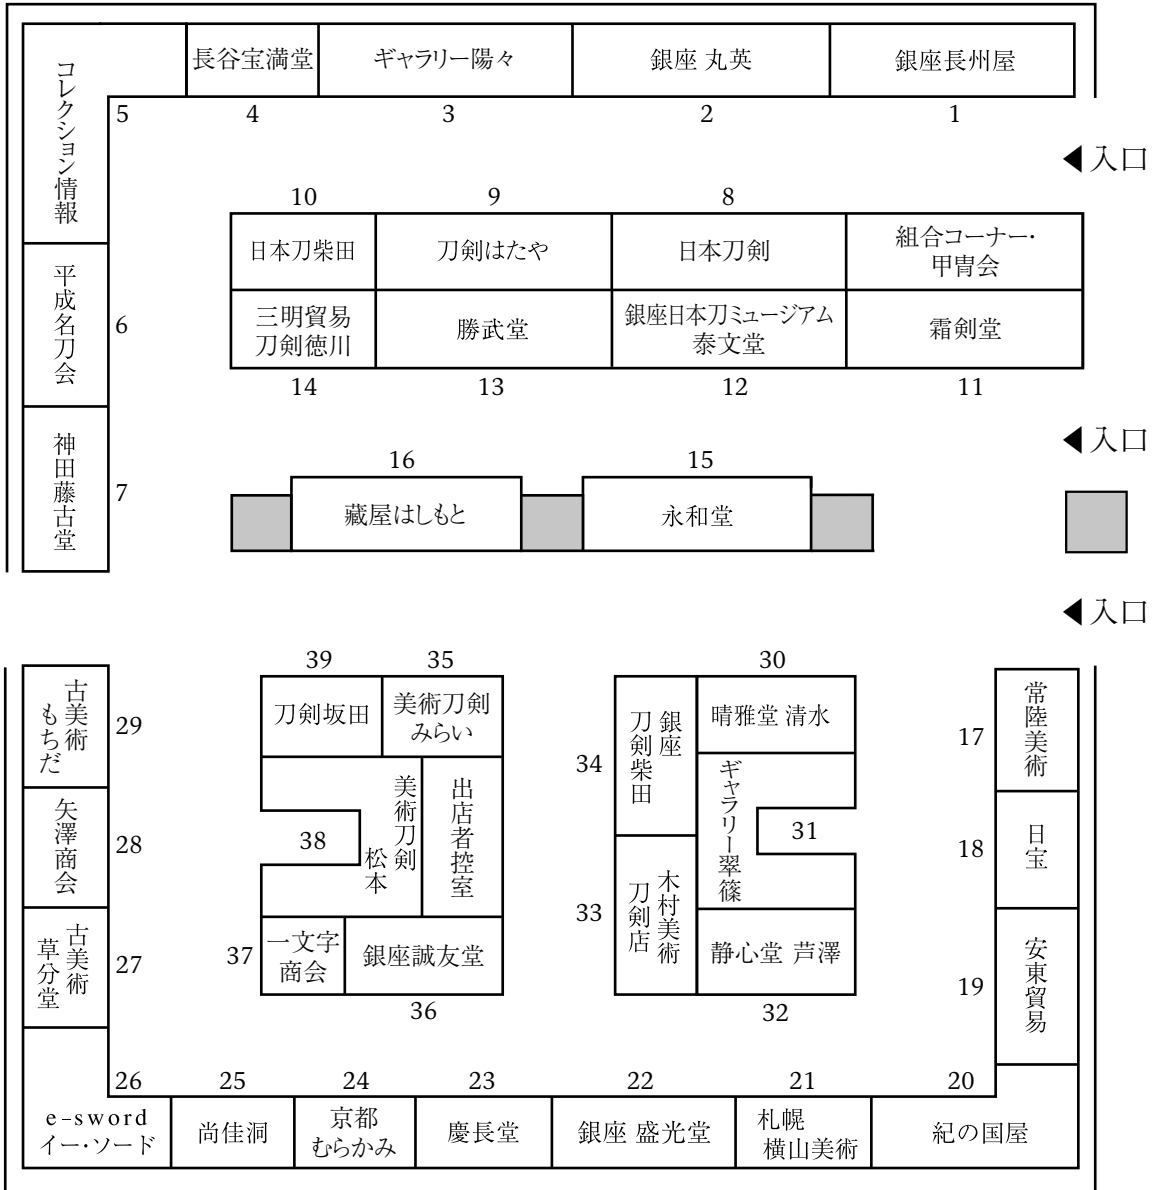 長谷宝満堂
ギャラリー陽々
銀座 丸英
銀座長州屋
コレクション情報
5
4
3
2
1
◀入口
10
9
8
日本刀柴田
刀剣はたや
日本刀剣
組合コーナー・
甲冑会
平成名刀会
6
三明貿易
刀剣徳川
勝武堂
銀座日本刀ミュージアム
泰文堂
霜剣堂
14
13
12
11
◀入口
神田藤古堂
7
16
15
藏屋はしもと
永和堂
◀入口
39
35
30
古美術
もちだ
29
刀剣坂田
美術刀剣
みらい
銀座
刀剣柴田
34
晴雅堂 清水
17
常陸美術
矢澤商会
28
38
美術刀剣
松本
出店者控室
ギャラリー翠篠
31
18
日宝
古美術
草分堂
27
37
一文字
商会
銀座誠友堂
36
33
木村美術
刀剣店
静心堂 芦澤
32
19
安東貿易
26
25
24
23
22
21
20
e-sword
イー・ソード
尚佳洞
京都
むらかみ
慶長堂
銀座 盛光堂
札幌
横山美術
紀の国屋